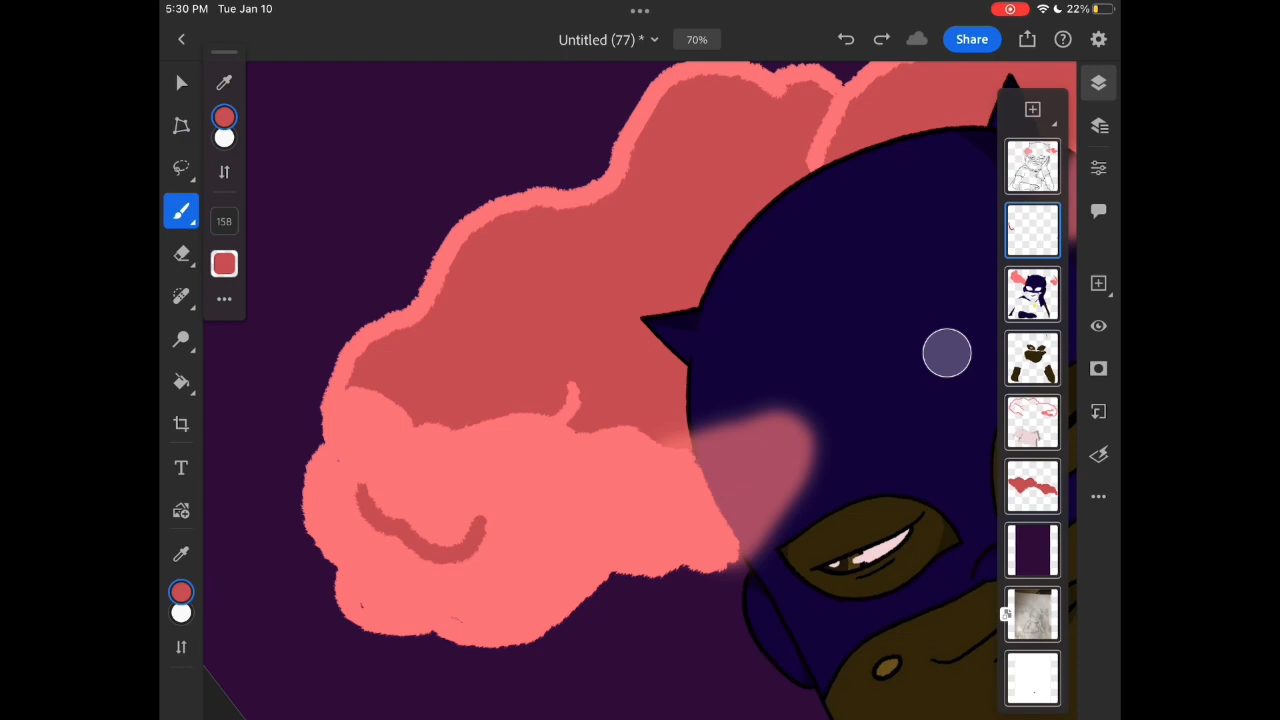 5:30 PM Tue Jan 10
22%
Untitled (77) *
70%
Share
158
T